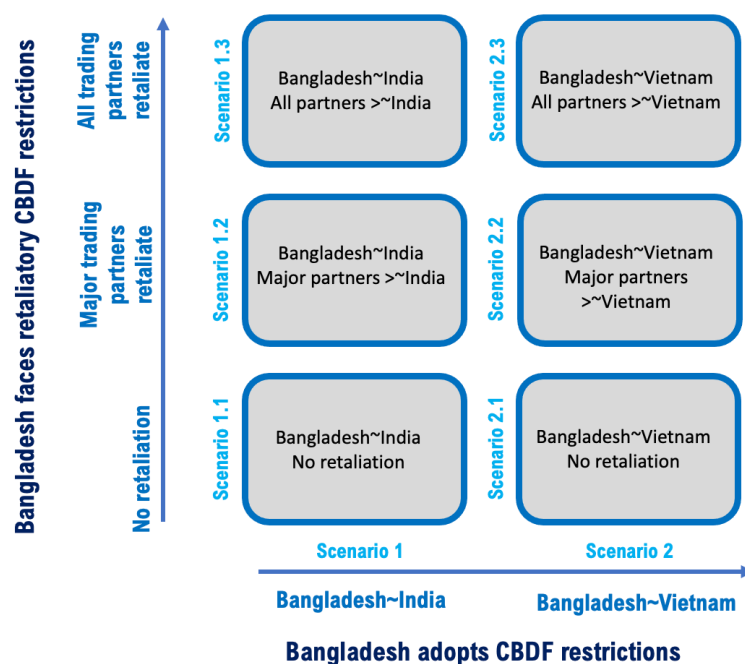 Bangladesh faces retaliatory CBDF restrictions
All trading
partners
retaliate
Scenario 1.3
Bangladesh~India
All partners >~India
Scenario 2.3
Bangladesh~Vietnam
All partners >~Vietnam
Major trading
partners
retaliate
Scenario 1.2
Bangladesh~India
Major partners >~India
Scenario 2.2
Bangladesh~Vietnam
Major partners
>~Vietnam
No retaliation
Scenario 1.1
Bangladesh~India
No retaliation
Scenario 2.1
Bangladesh~Vietnam
No retaliation
Scenario 1
Scenario 2
Bangladesh~India
Bangladesh~Vietnam
Bangladesh adopts CBDF restrictions